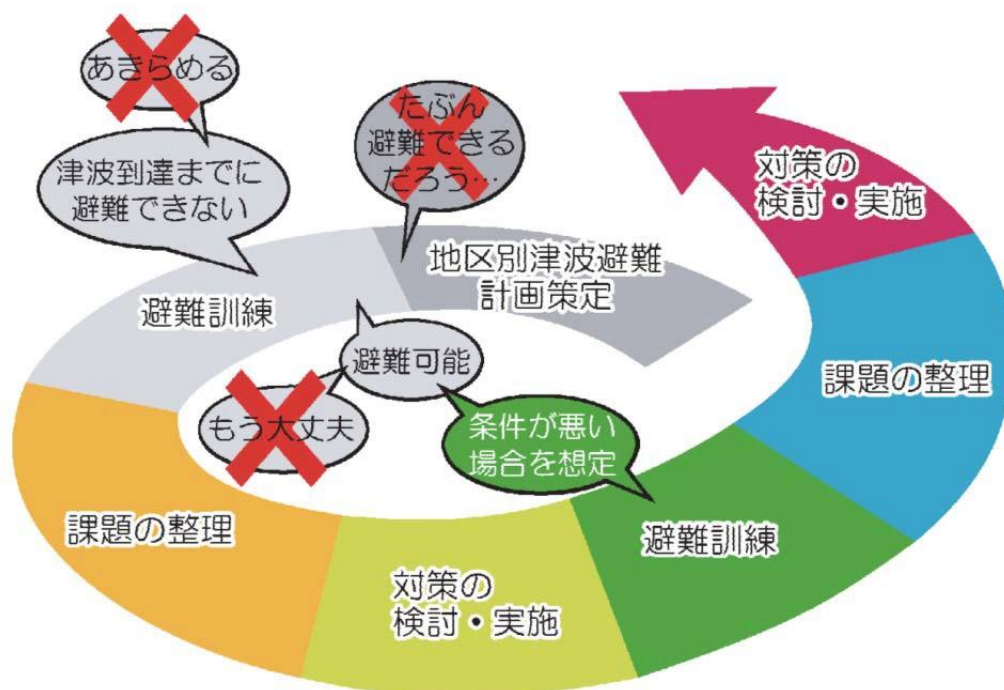 あきらめる
津波到達までに
避難できない
たぶん
避難できる
だろう…
地区別津波避難
計画策定
避難訓練
避難可能
もう大丈夫
条件が悪い
場合を想定
課題の整理
対策の
検討・実施
避難訓練
課題の整理
対策の
検討・実施